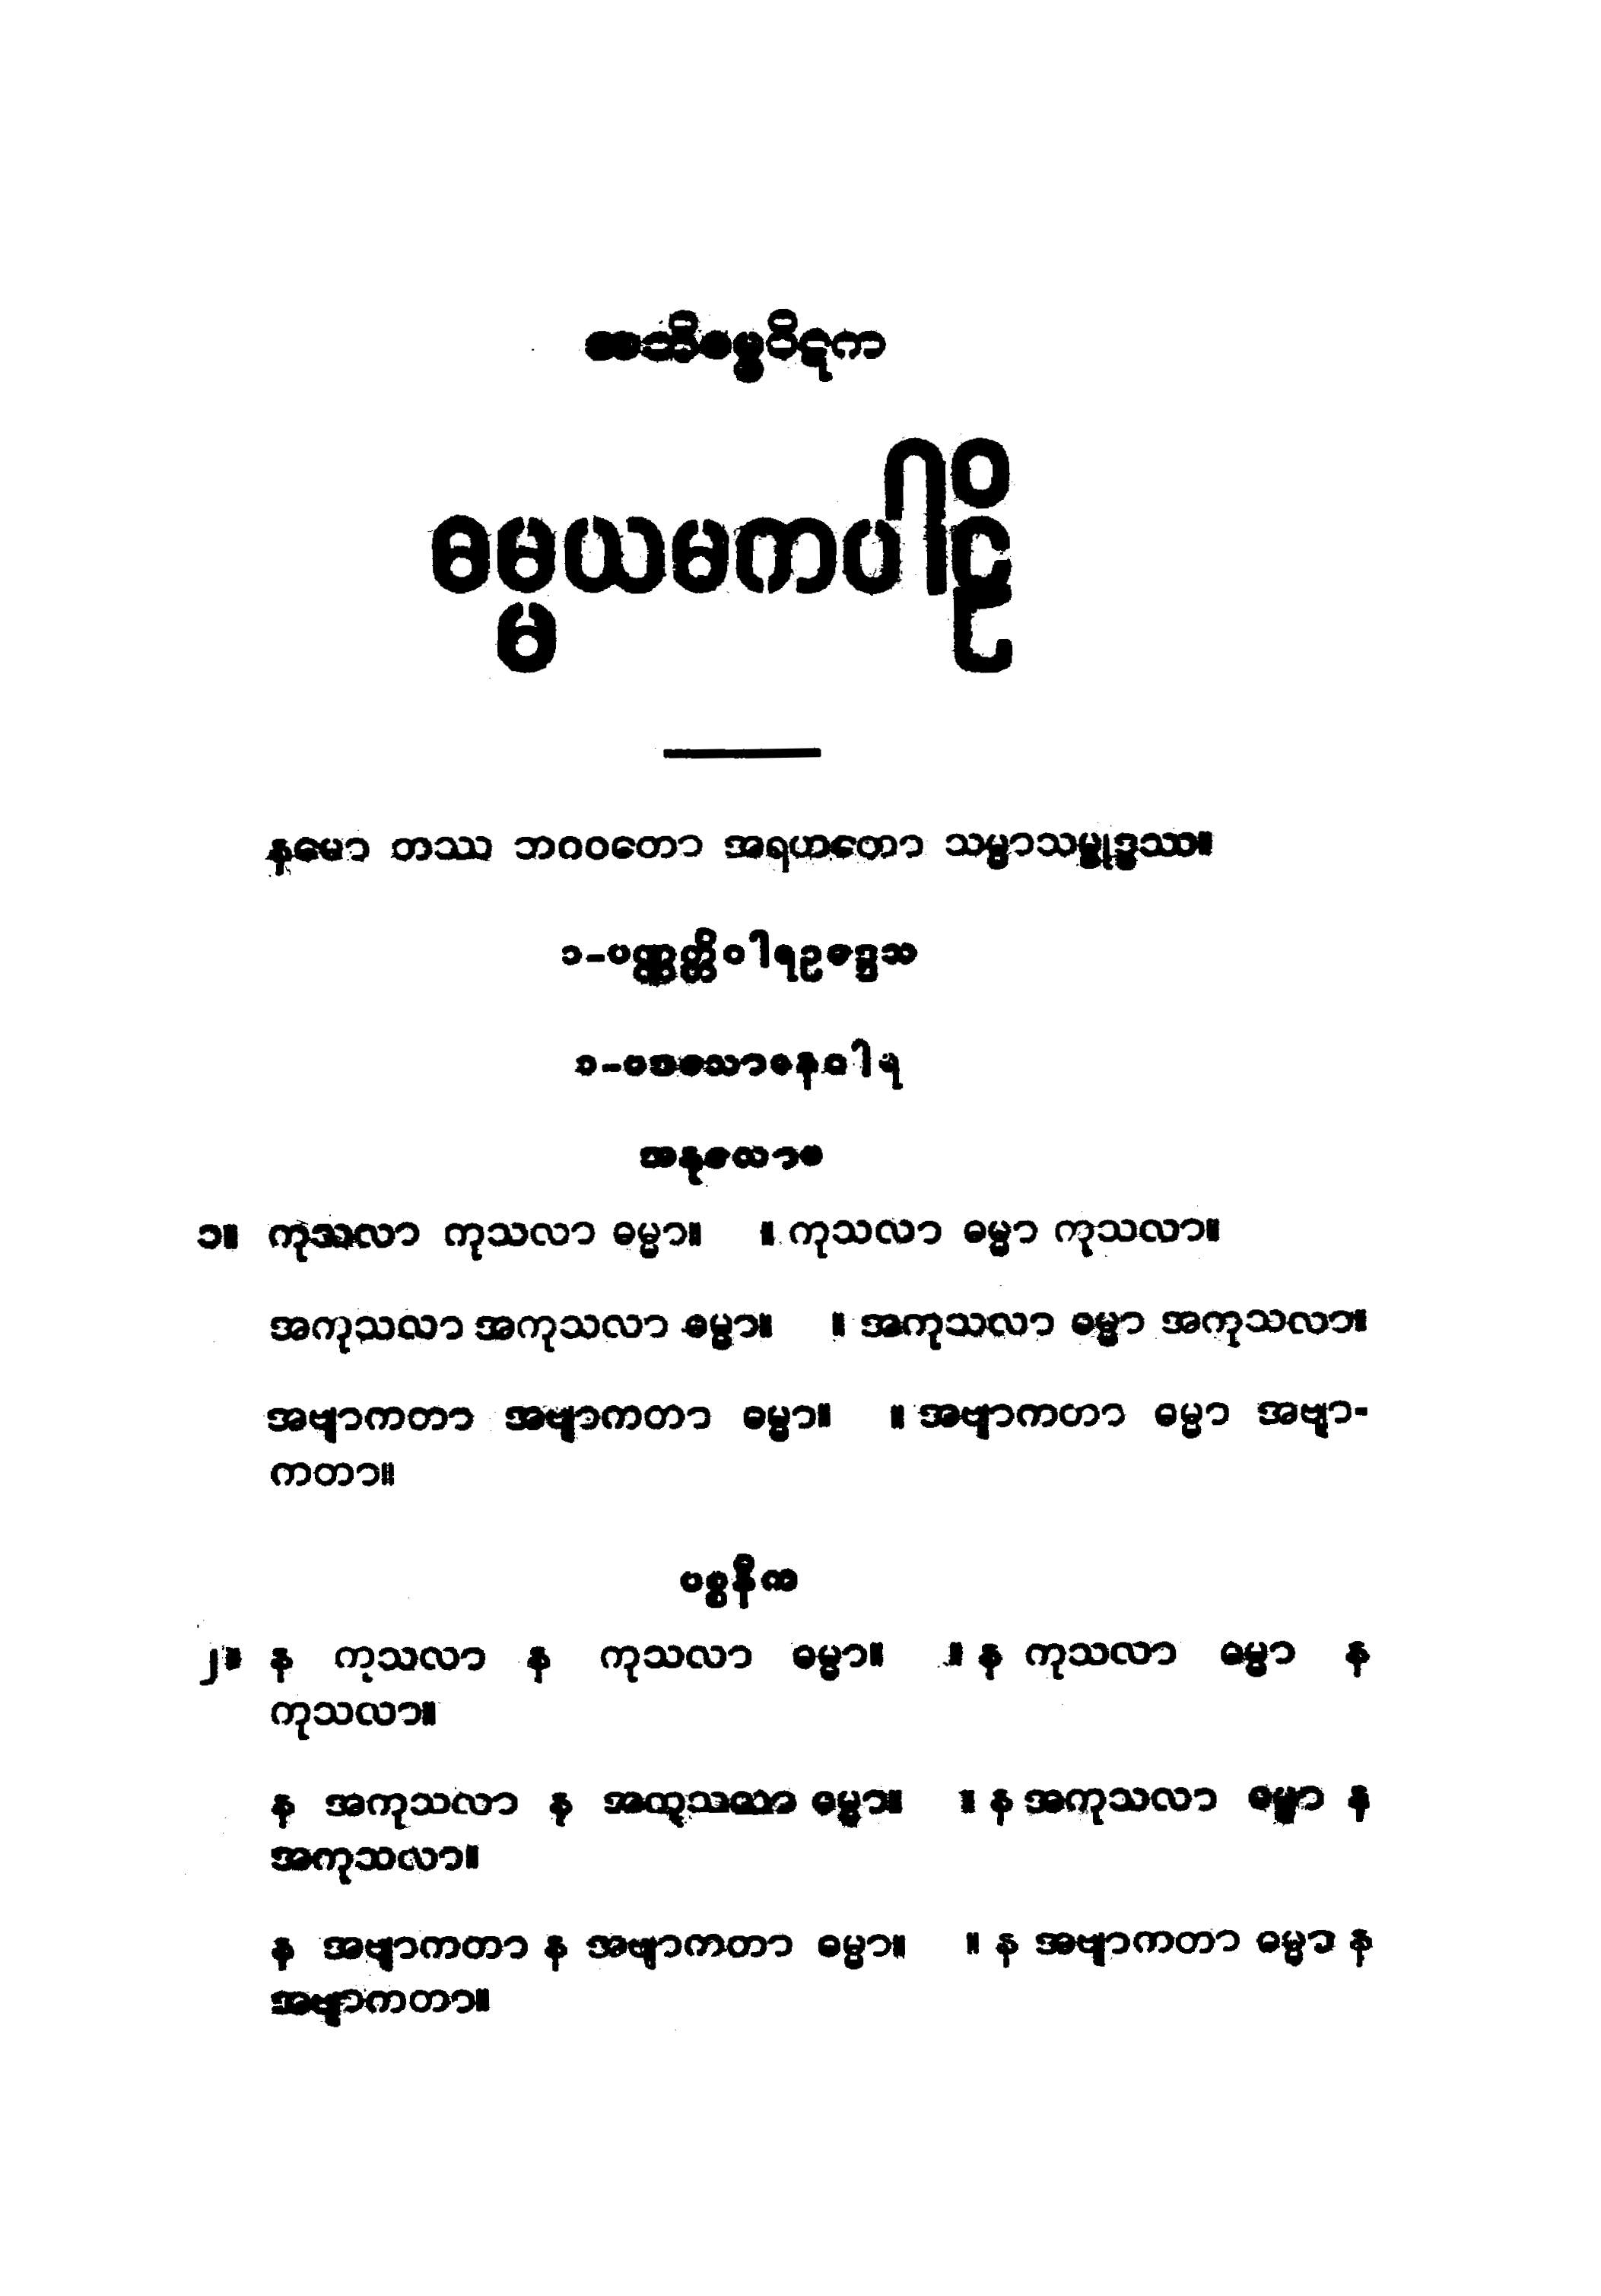 အဘိဓမ္မပိဋက
ဓမ္မယမကပါဠိ
နမော တဿ ဘဂဝတော အရဟတော သမ္မာသမ္ဗုဒ္ဓဿ။
၁-ပဏ္ဏတ္တိဝါရဥဒ္ဒေသ
၁-ပဒသောဓနဝါရ
အနုလောမ
၁။ ကုသလာ ကုသလာ ဓမ္မာ။ ။ ကုသလာ ဓမ္မာ ကုသလာ။
အကုသလာ အကုသလာ ဓမ္မာ။ ။ အကုသလာ ဓမ္မာ အကုသလာ။
အဗျာကတာ အဗျာကတာ ဓမ္မာ။ ။ အဗျာကတာ ဓမ္မာ အဗျာ-
ကတာ။
ပစ္စနီက
၂။ န ကုသလာ န ကုသလာ ဓမ္မာ။ ။ န ကုသလာ ဓမ္မာ န
ကုသလာ။
န အကုသလာ န အကုသလာ ဓမ္မာ။ ။ န အကုသလာ ဓမ္မာ န
အကုသလာ။
န အဗျာကတာ န အဗျာကတာ ဓမ္မာ။ ။ န အဗျာကတာ ဓမ္မာ န
အဗျာကတာ။